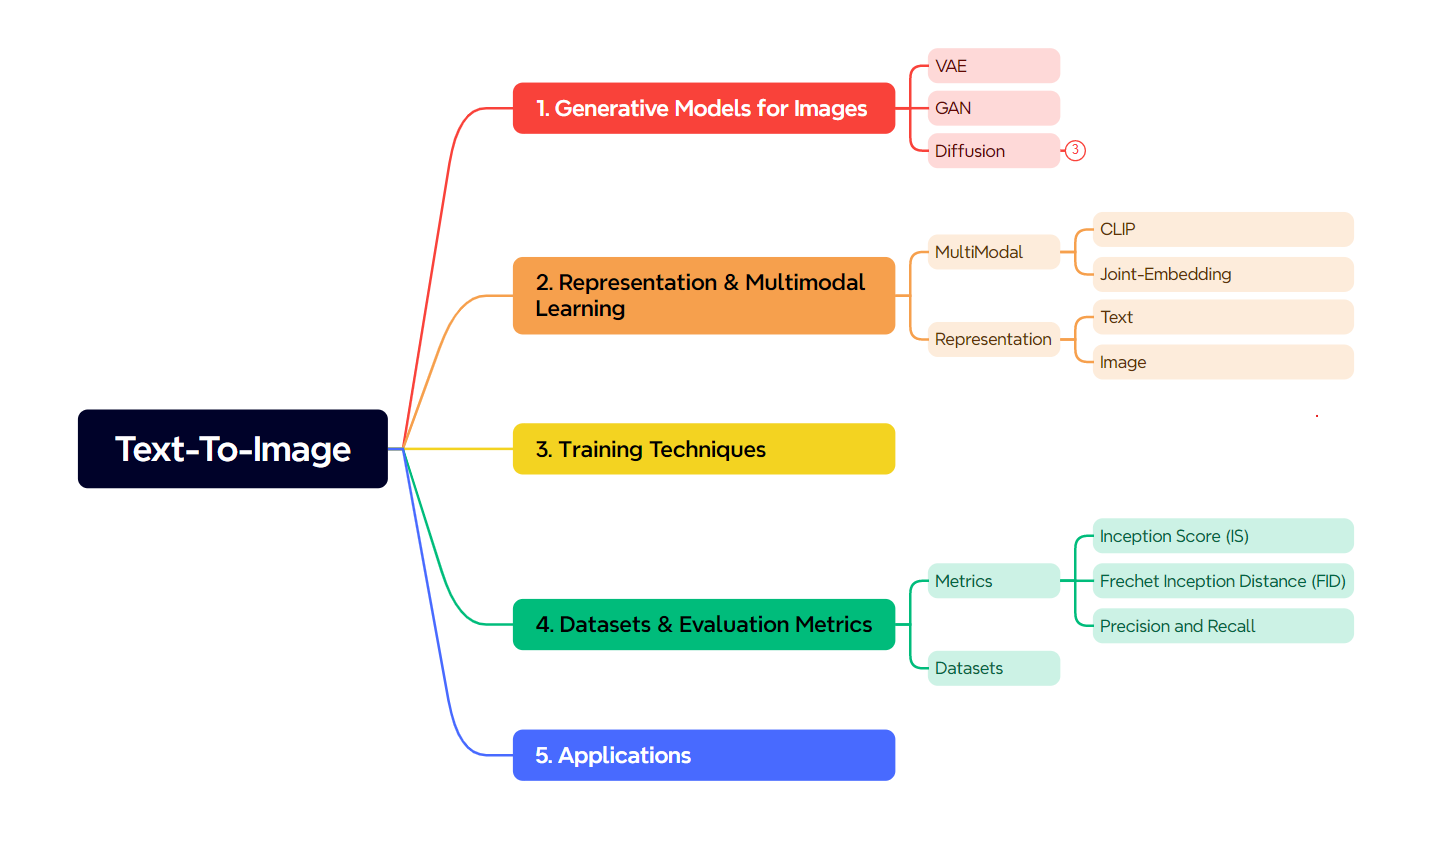 Text-To-Image
1. Generative Models for Images
VAE
GAN
Diffusion
3
2. Representation & Multimodal
Learning
MultiModal
CLIP
Joint-Embedding
Representation
Text
Image
3. Training Techniques
4. Datasets & Evaluation Metrics
Metrics
Inception Score (IS)
Frechet Inception Distance (FID)
Precision and Recall
Datasets
5. Applications